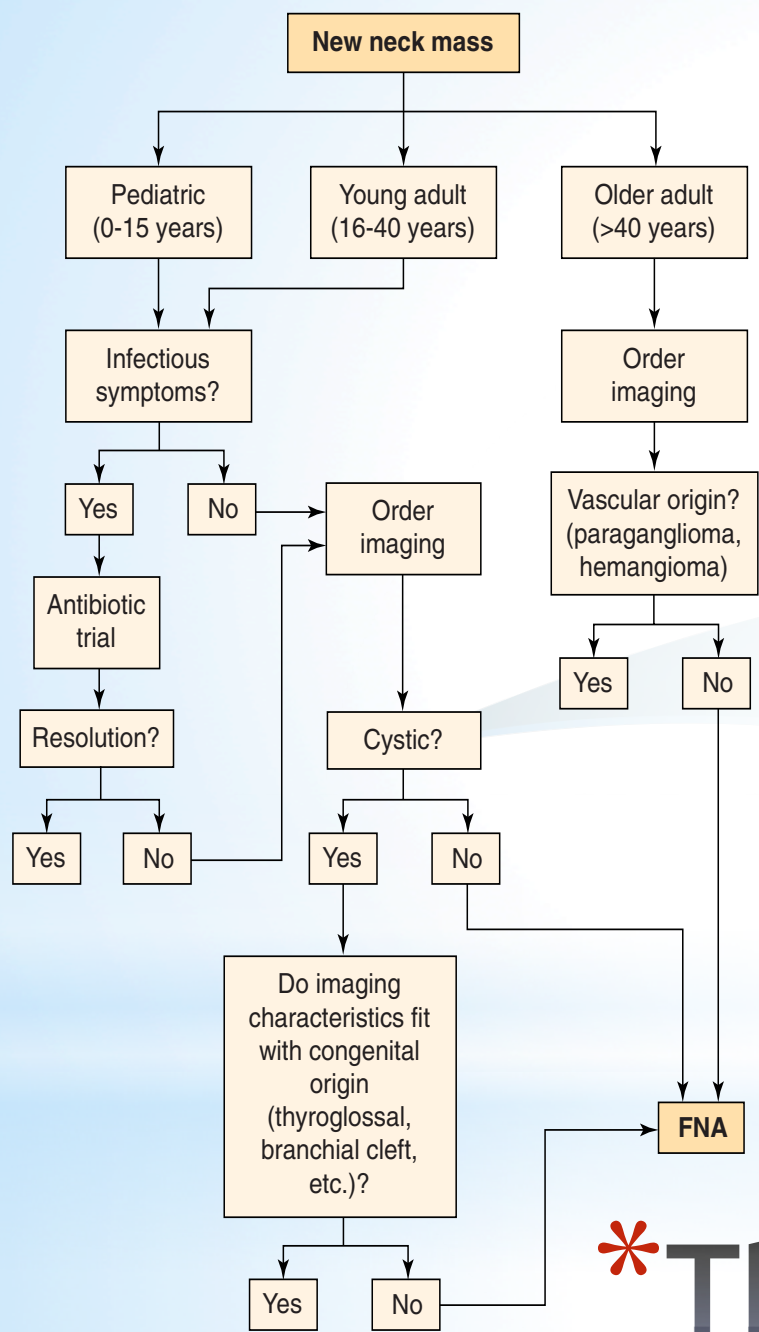 New neck mass
Pediatric
(0-15 years)
Young adult
(16-40 years)
Older adult
(>40 years)
Infectious
symptoms?
Order
imaging
Yes
No
Order
imaging
Vascular origin?
(paraganglioma,
hemangioma)
Antibiotic
trial
Yes
No
Resolution?
Cystic?
Yes
No
Yes
No
Do imaging
characteristics fit
with congenital
origin
(thyroglossal,
branchial cleft,
etc.)?
FNA
Yes
No